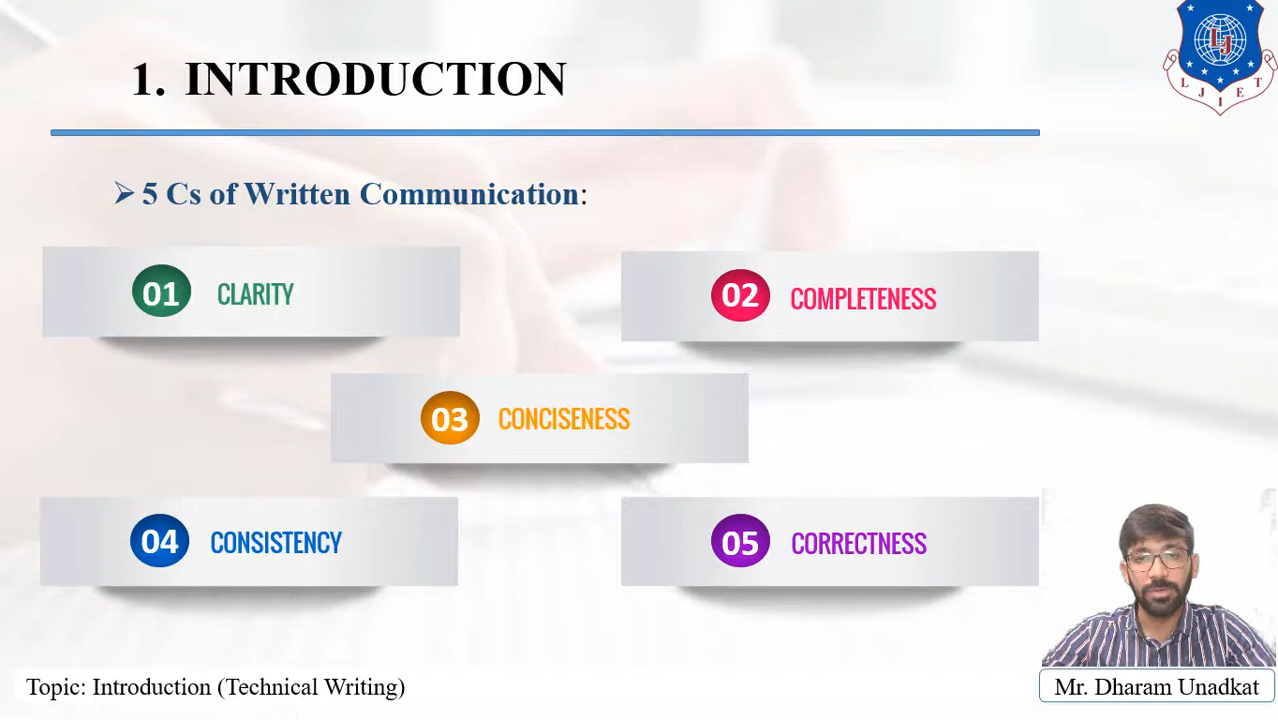 1. INTRODUCTION
LJ
L J I E T
➢ 5 Cs of Written Communication:
01 CLARITY
02 COMPLETENESS
03 CONCISENESS
04 CONSISTENCY
05 CORRECTNESS
Topic: Introduction (Technical Writing)
Mr. Dharam Unadkat